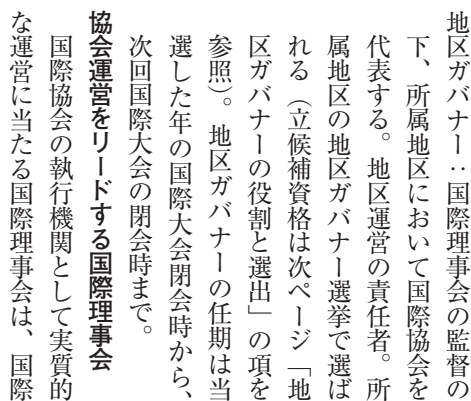 地区ガバナー：国際理事会の監督の
下、所属地区において国際協会を
代表する。地区運営の責任者。所
属地区の地区ガバナー選挙で選ば
れる（立候補資格は次ページ「地
区ガバナーの役割と選出」の項を
参照）。地区ガバナーの任期は当
選した年の国際大会閉会時から、
次回国際大会の閉会時まで。
協会運営をリードする国際理事会
国際協会の執行機関として実質的
な運営に当たる国際理事会は、国際